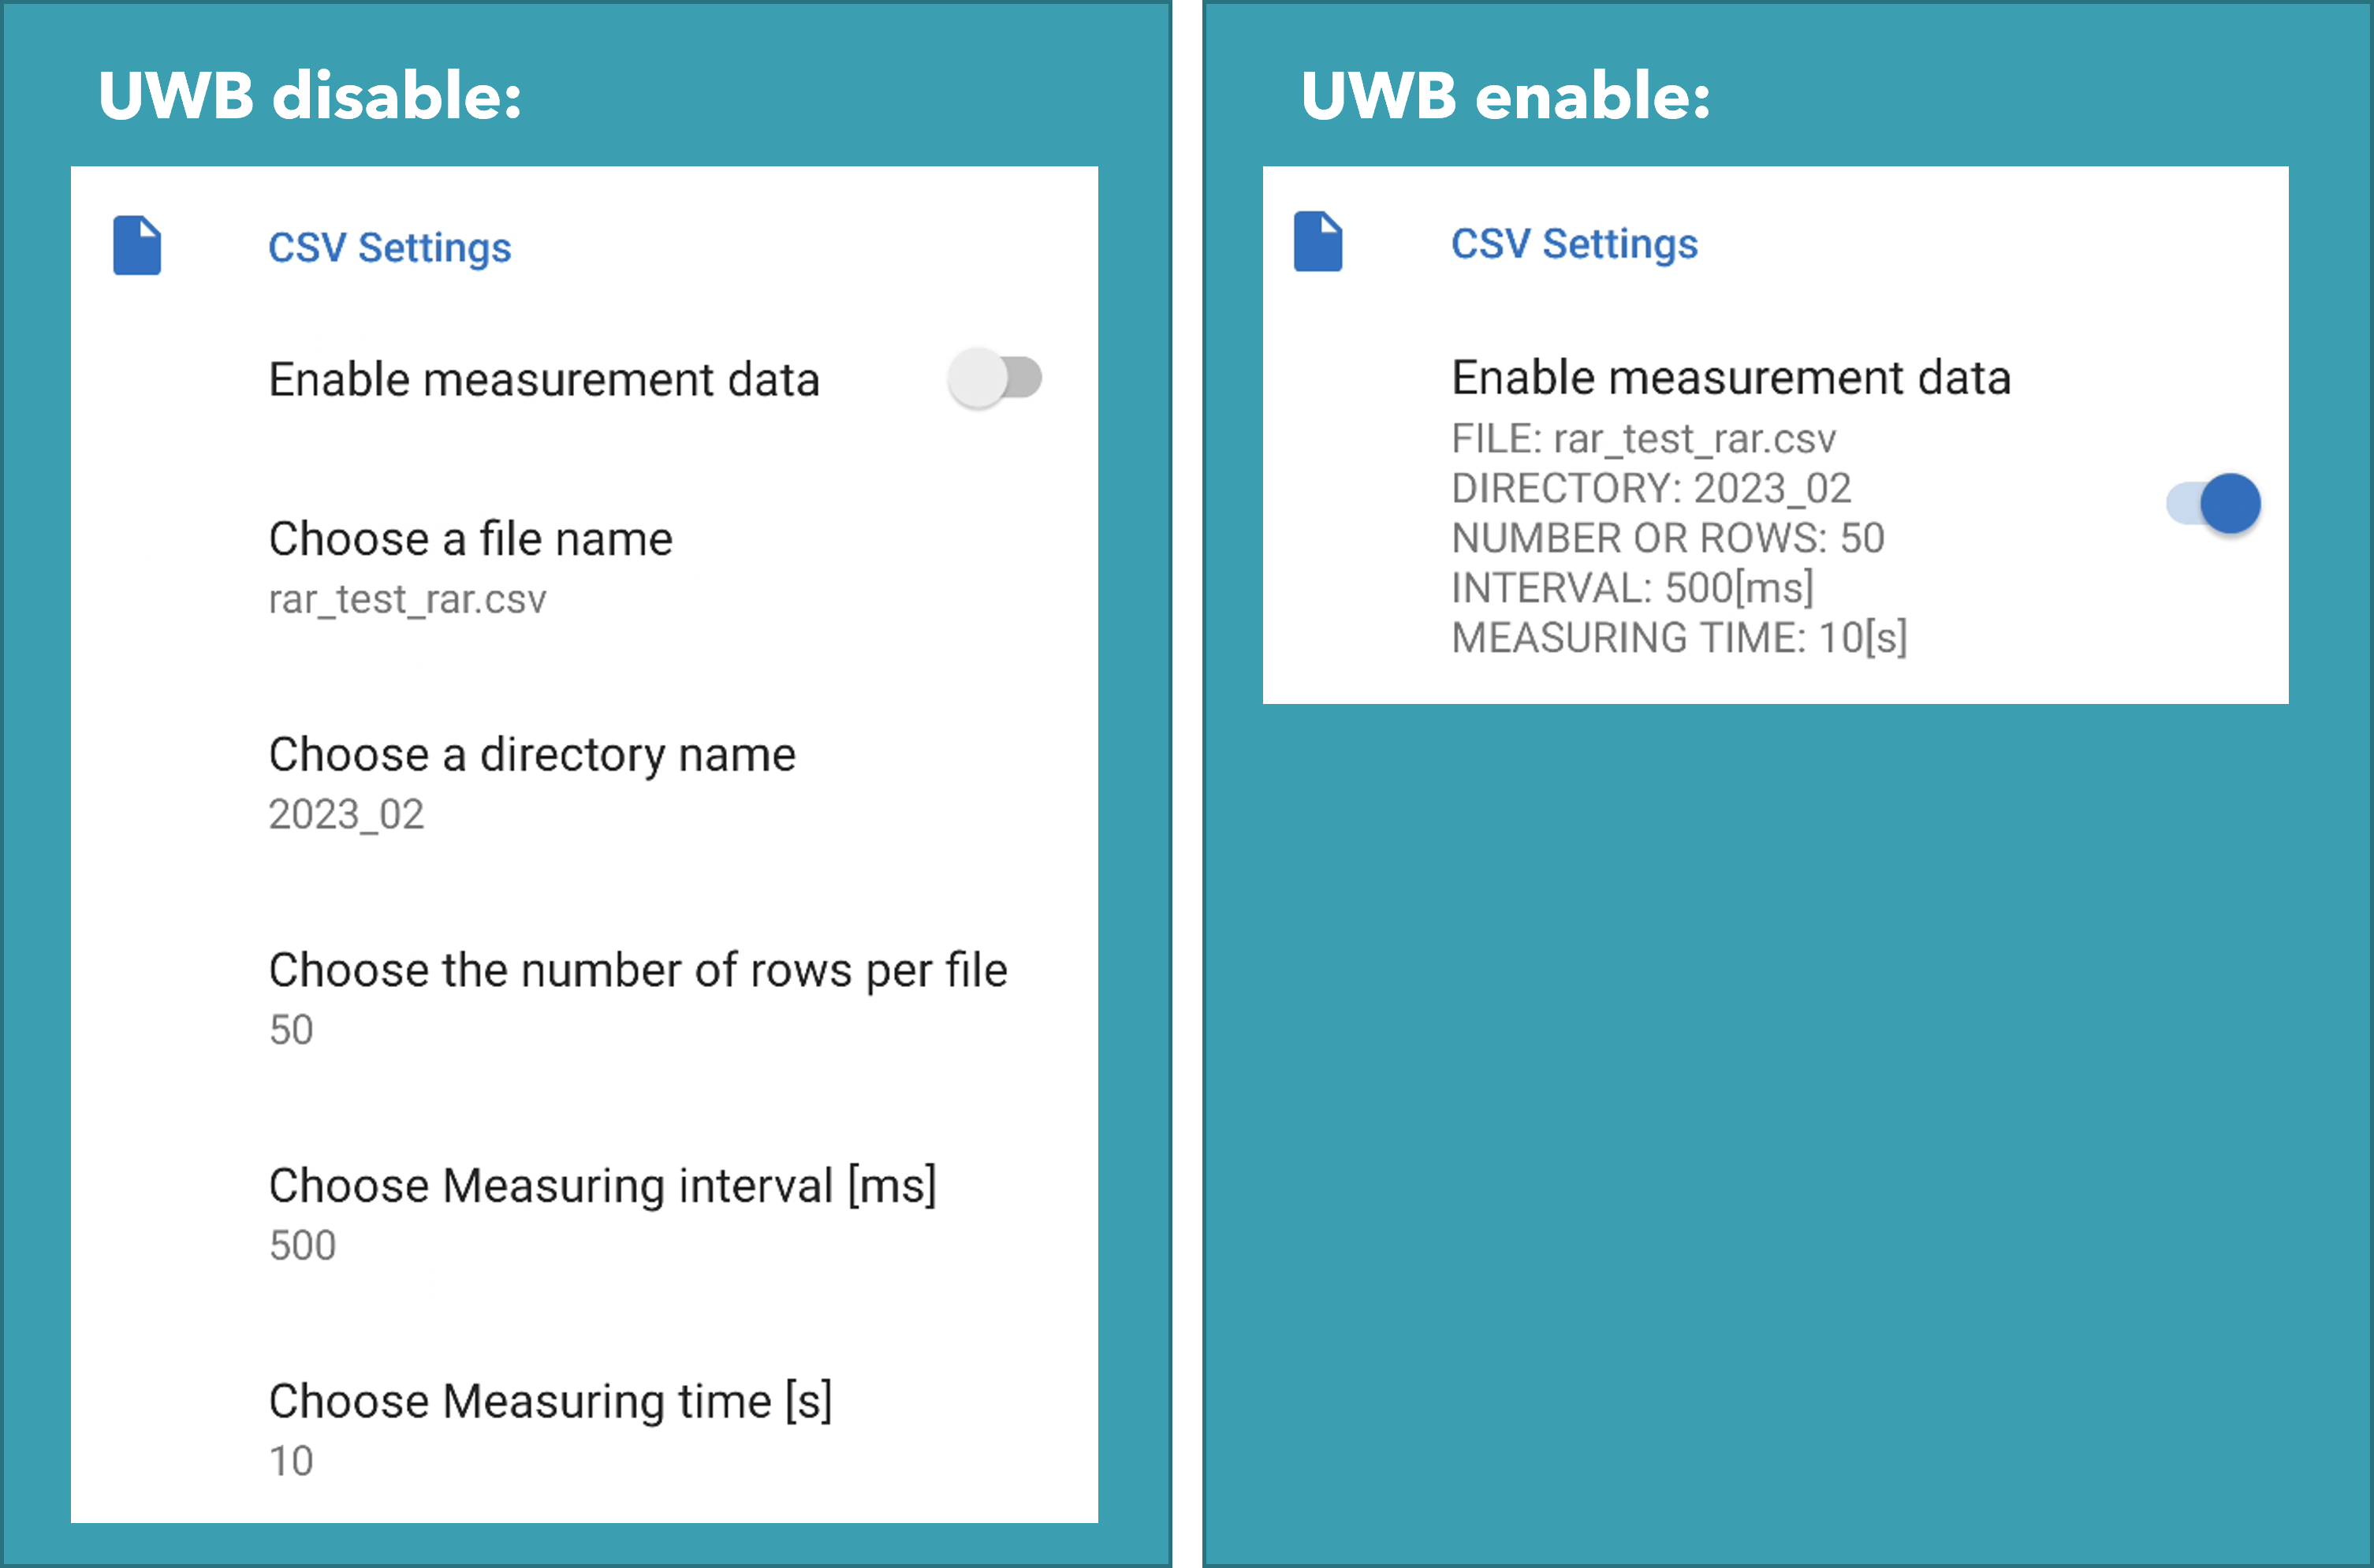 UWB disable:
CSV Settings
Enable measurement data
Choose a file name
rar_test_rar.csv
Choose a directory name
2023_02
Choose the number of rows per file
50
Choose Measuring interval [ms]
500
Choose Measuring time [s]
10
UWB enable:
CSV Settings
Enable measurement data
FILE: rar_test_rar.csv
DIRECTORY: 2023_02
NUMBER OR ROWS: 50
INTERVAL: 500[ms]
MEASURING TIME: 10[s]